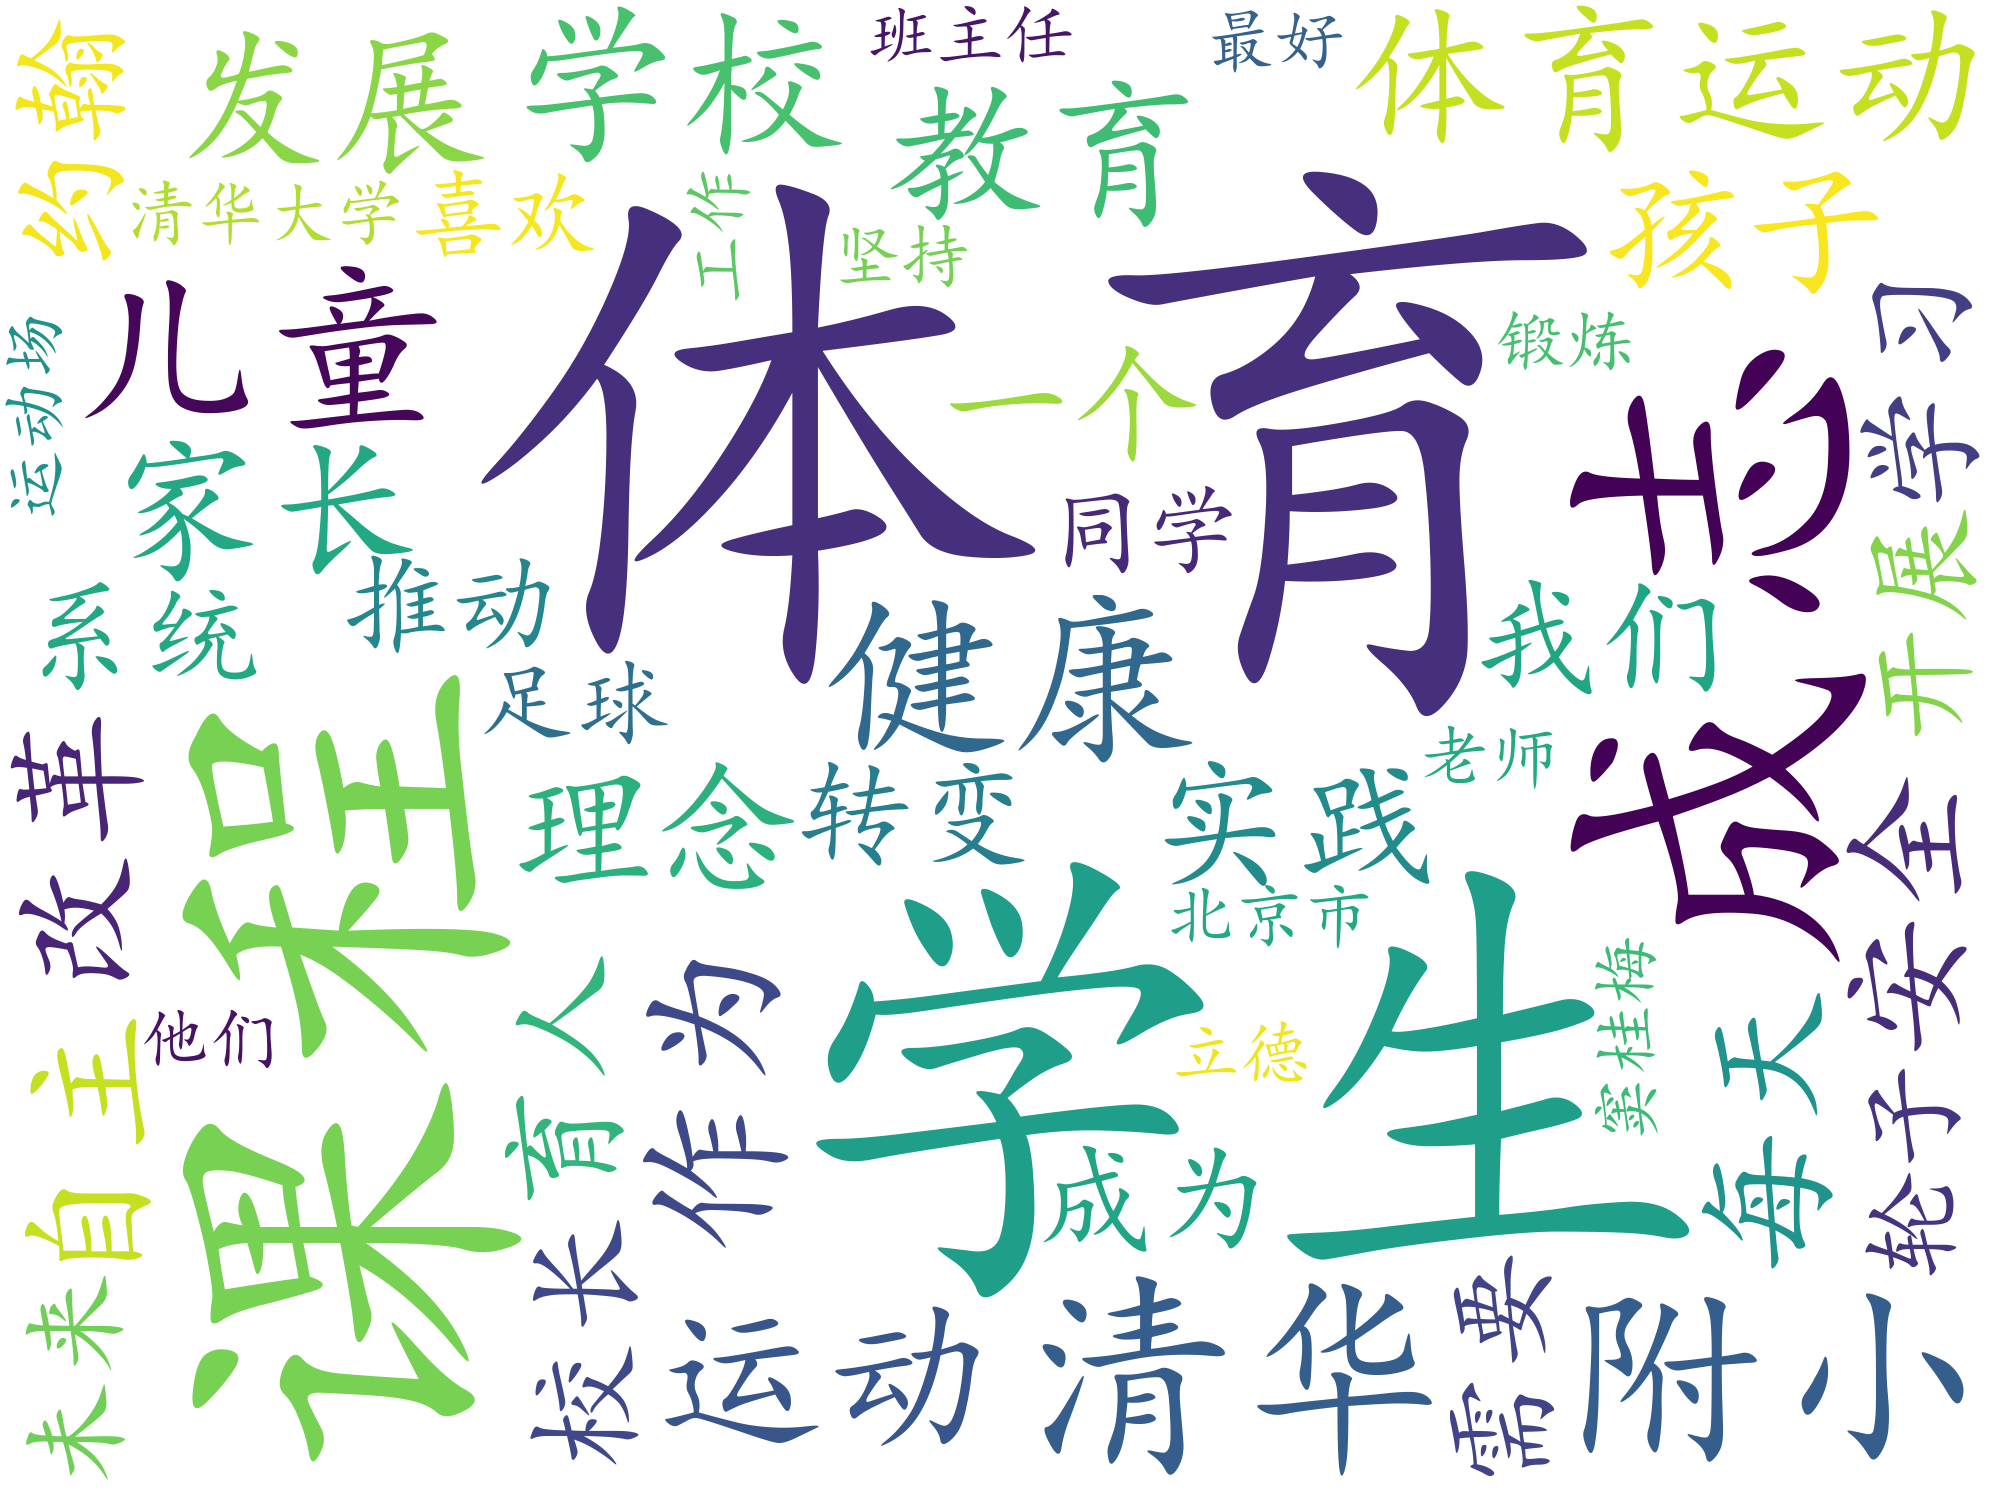 约翰
发展
学校
班主任
最好
体育运动
教育
清华大学
喜欢
工作
坚持
孩子
体育
儿童
运动场
一个
锻炼
学习
成志
家长
同学
系统
推动
健康
我们
开展
足球
课程
改革
理念
转变
实践
老师
安全
学生
北京市
窦桂梅
他们
自主
育人
作为
立德
每天
轮子
成为
未来
校长
运动
清华附小
需要